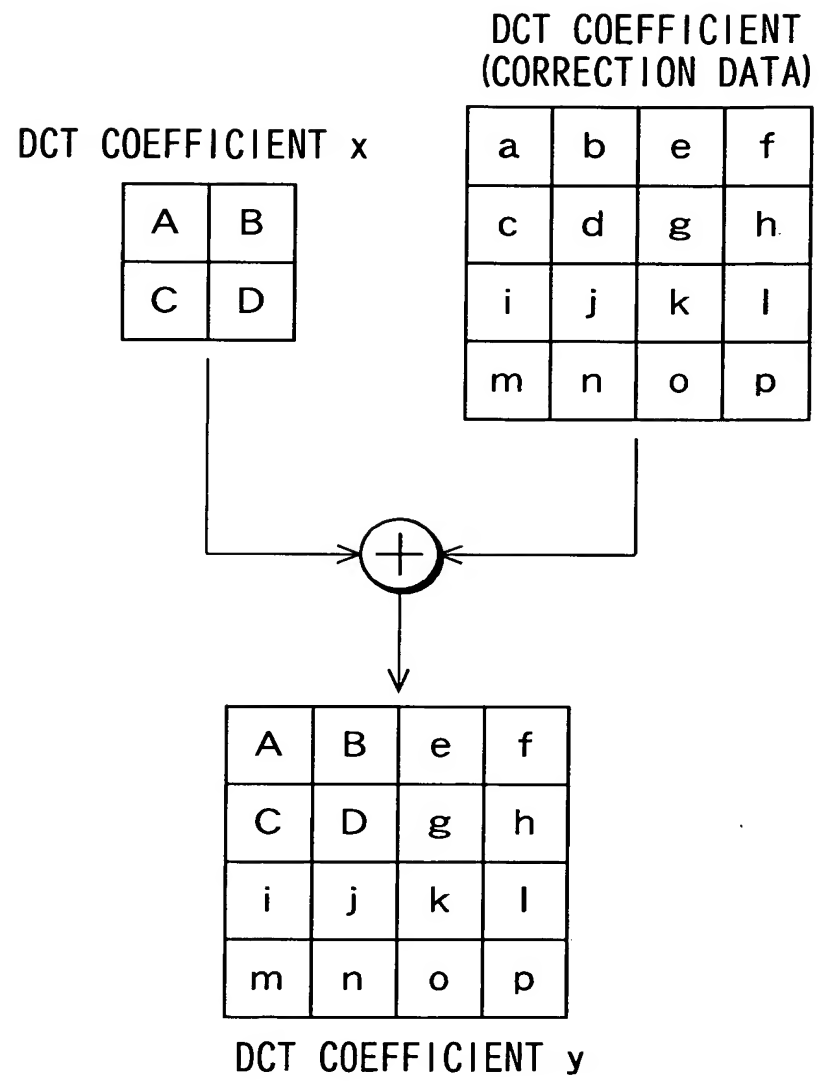 DCT COEFFICIENT
(CORRECTION DATA)
DCT COEFFICIENT x
A B
C D
a b e f
c d g h
i j k l
m n o p
A B e f
C D g h
i j k l
m n o p
DCT COEFFICIENT y